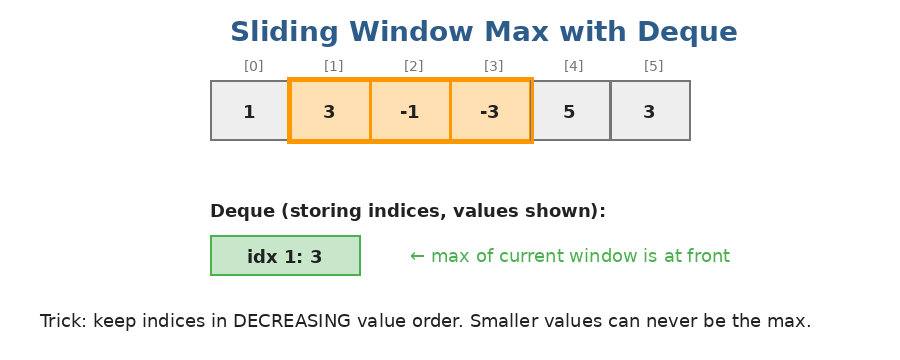 Sliding Window Max with Deque
[0] [1] [2] [3] [4] [5]
1 3 -1 -3 5 3
Deque (storing indices, values shown):
idx 1: 3 ← max of current window is at front
Trick: keep indices in DECREASING value order. Smaller values can never be the max.